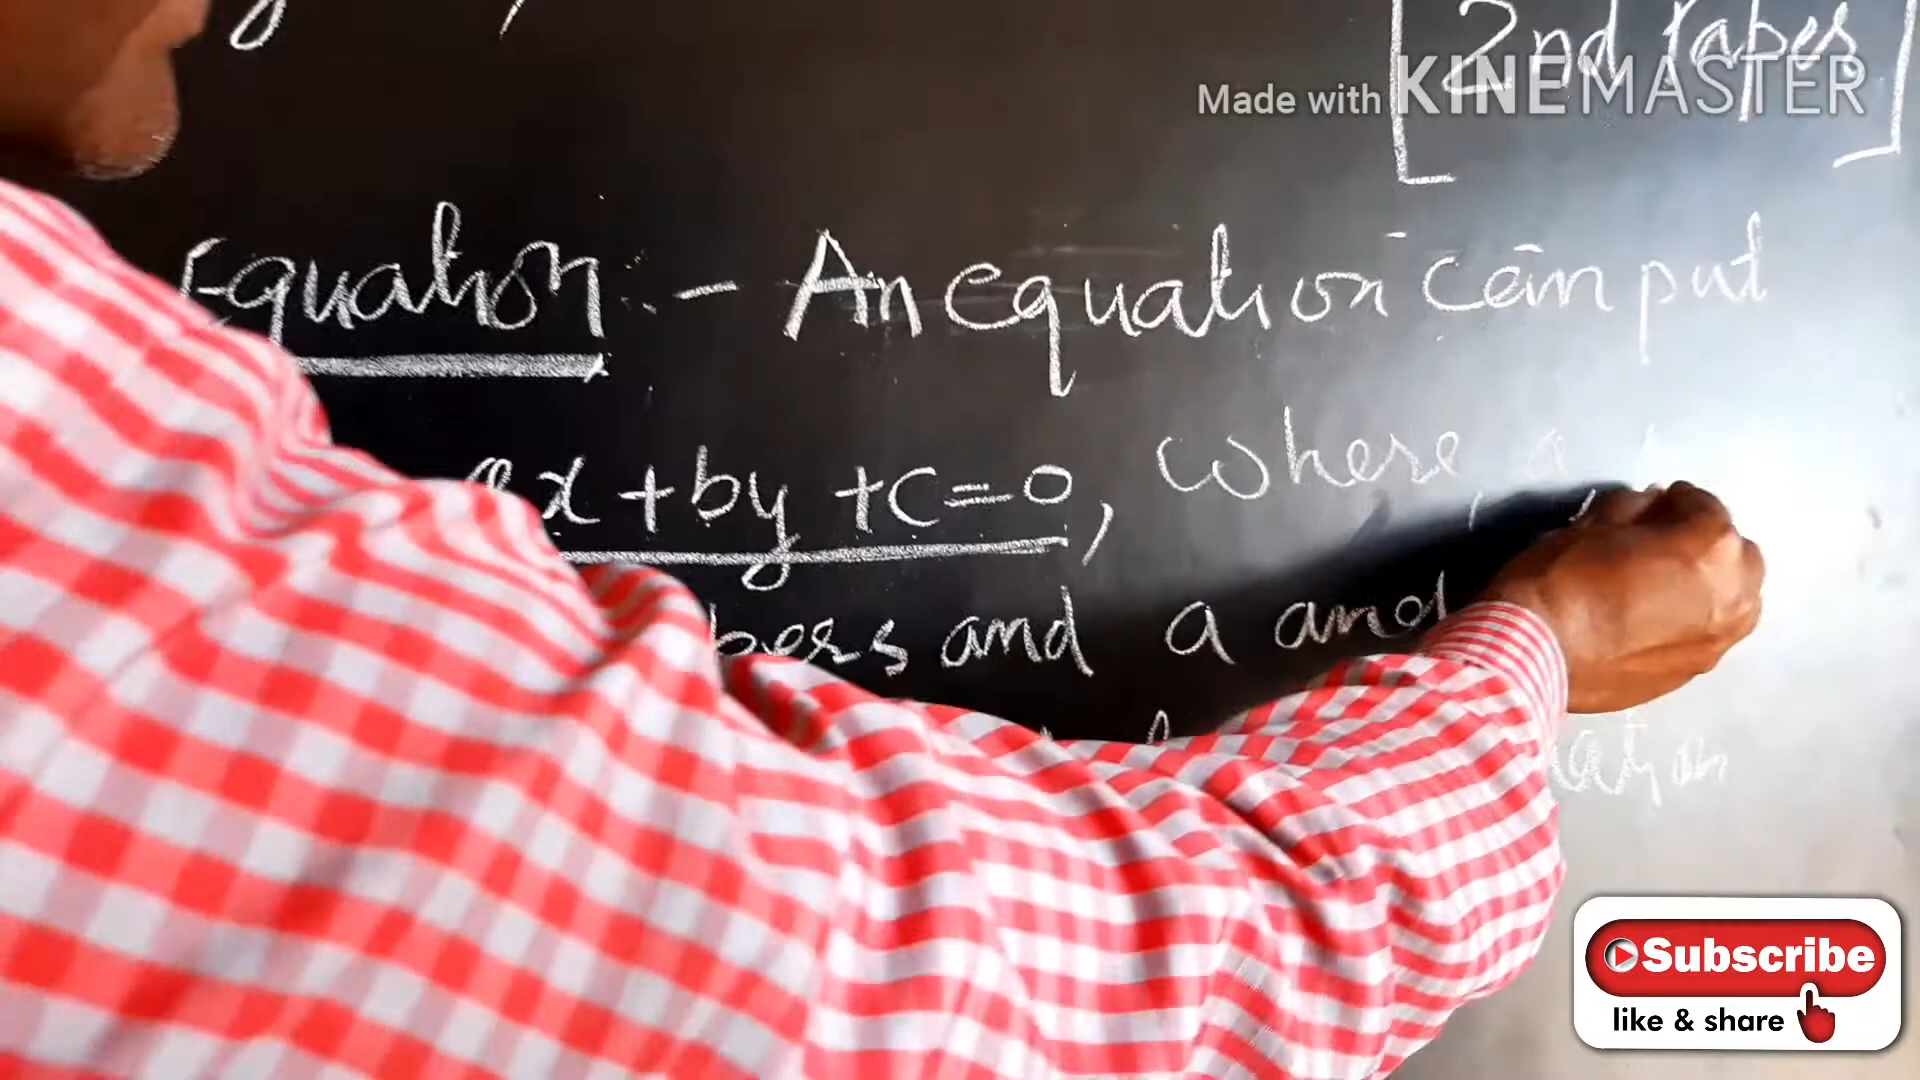 2nd Paper
Made with KINEMASTER
Equation :- An equation can put
ax + by + c = 0, where, a,
bers and a and
Subscribe
like & share